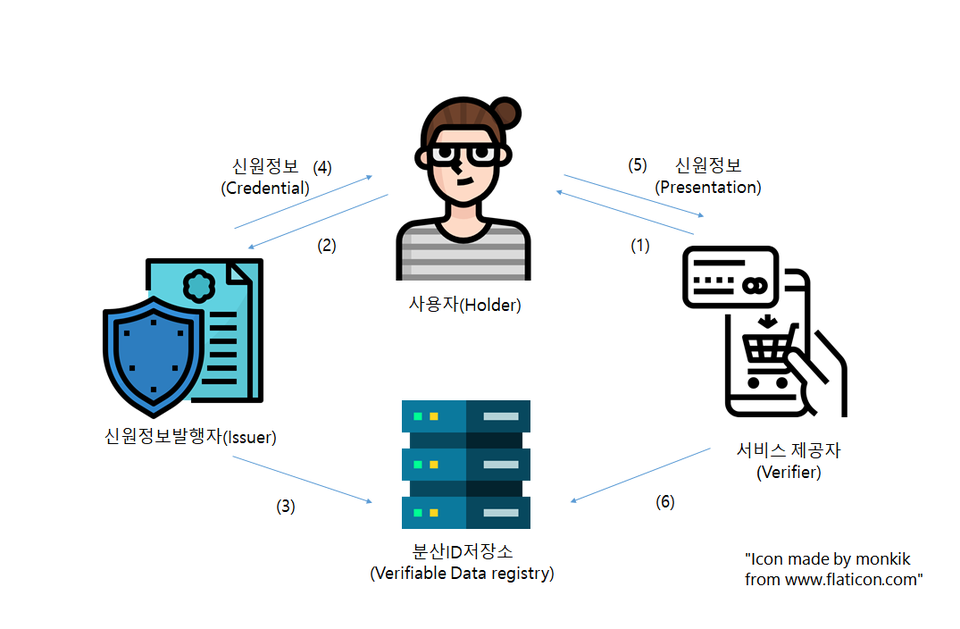 신원정보 (4)
(Credential)
(5) 신원정보
(Presentation)
(2)
(1)
사용자(Holder)
신원정보발행자(Issuer)
서비스 제공자
(Verifier)
(3)
(6)
분산ID저장소
(Verifiable Data registry)
"Icon made by monkik
from www.flaticon.com"